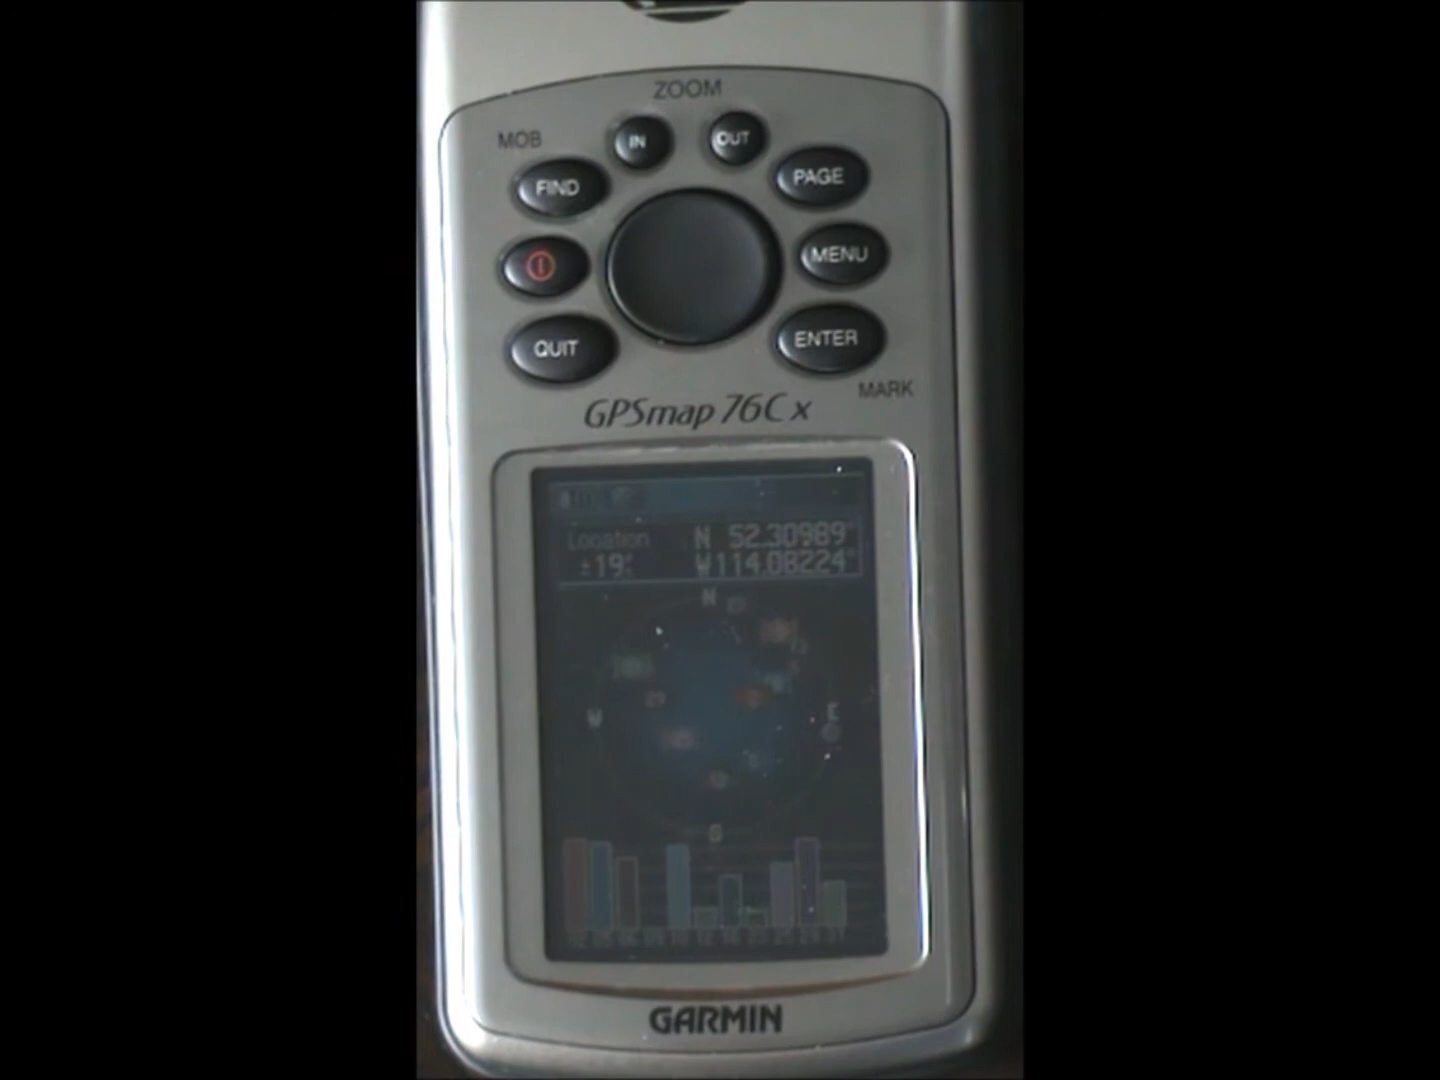 ZOOM
MOB
IN
OUT
FIND
PAGE
MENU
QUIT
ENTER
MARK
GPSmap 76Cx
Location N 52.30989°
±19 W114.08224°
N
W
E
S
GARMIN